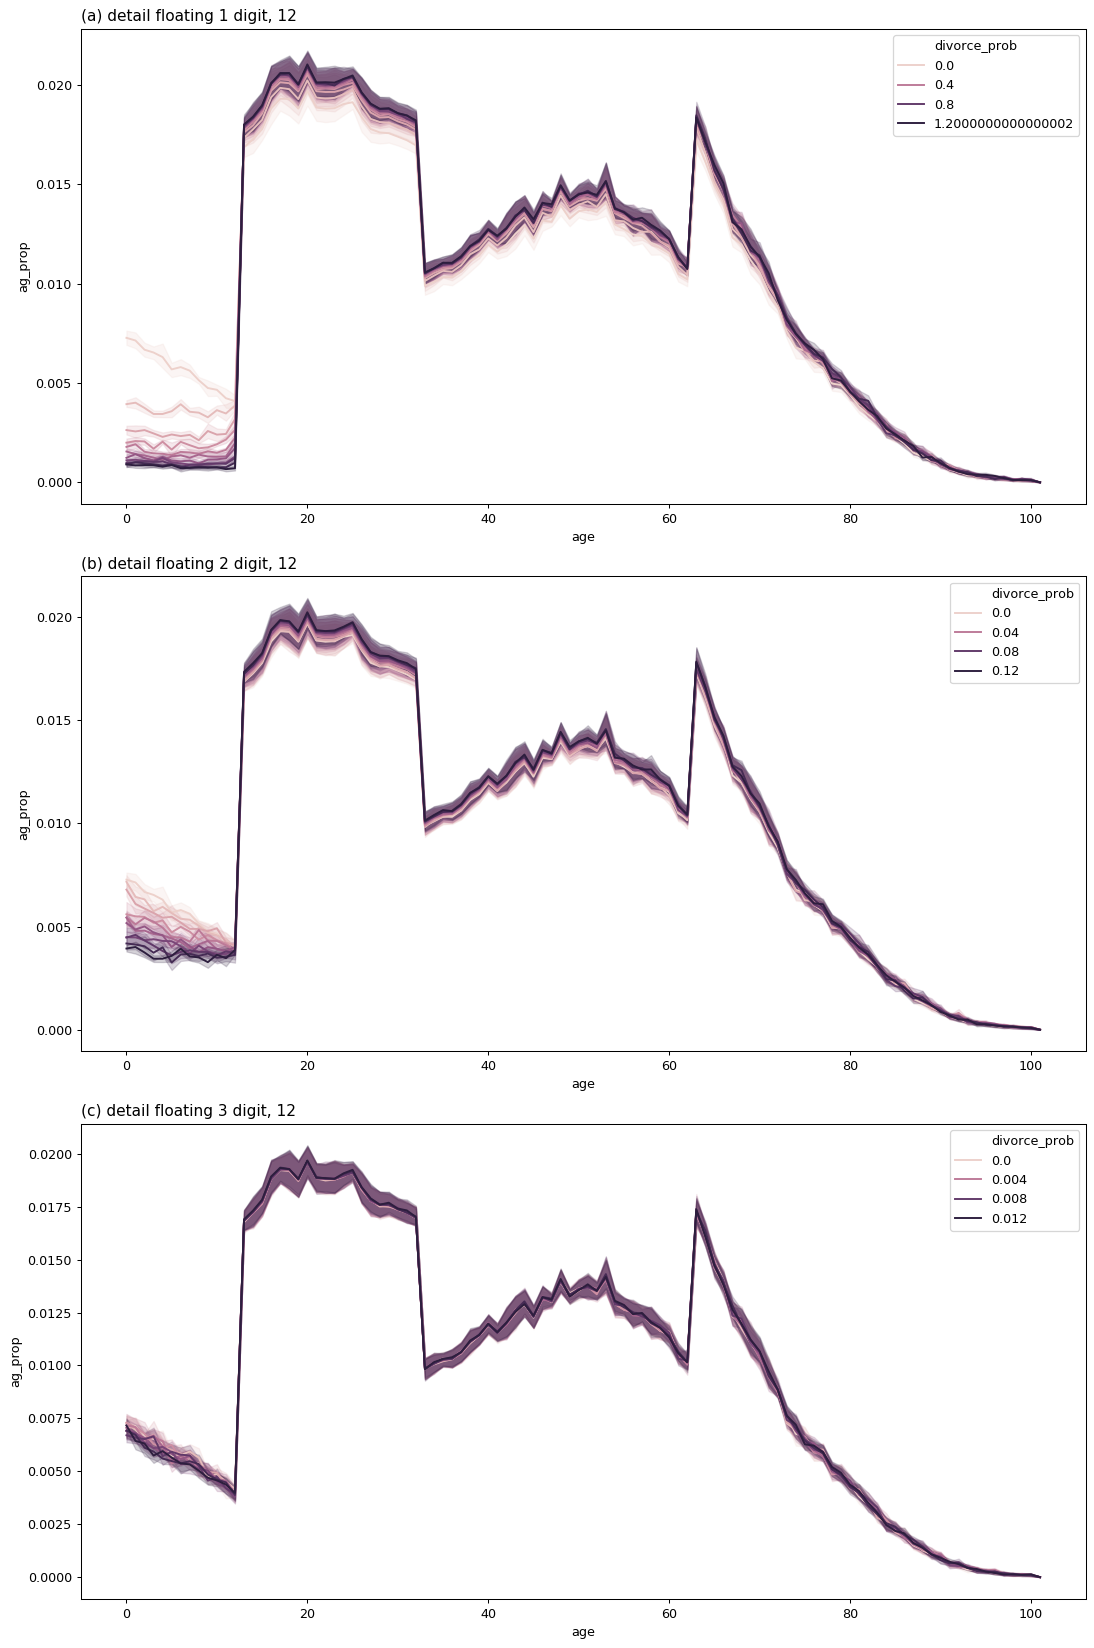 (a) detail floating 1 digit, 12
divorce_prob
0.0
0.4
0.8
1.2000000000000002
0.020
0.015
0.010
0.005
0.000
ag_prop
0 20 40 60 80 100
age
(b) detail floating 2 digit, 12
divorce_prob
0.0
0.04
0.08
0.12
0.020
0.015
0.010
0.005
0.000
ag_prop
0 20 40 60 80 100
age
(c) detail floating 3 digit, 12
divorce_prob
0.0
0.004
0.008
0.012
0.0200
0.0175
0.0150
0.0125
0.0100
0.0075
0.0050
0.0025
0.0000
ag_prop
0 20 40 60 80 100
age